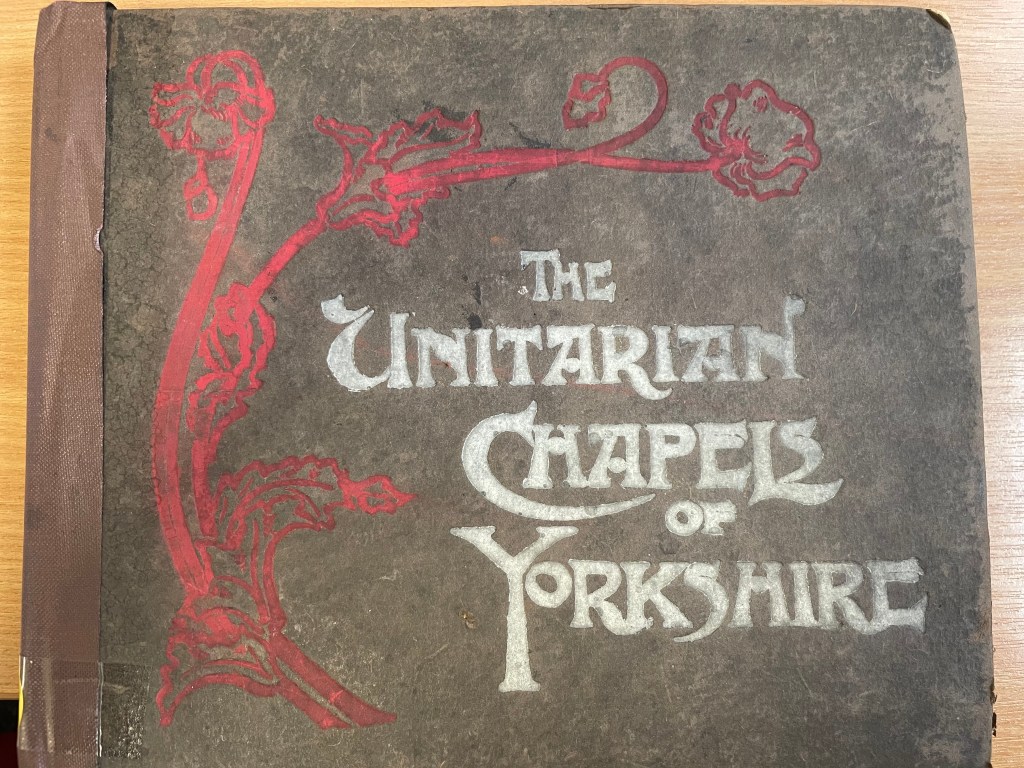 THE
UNITARIAN
CHAPELS
OF
YORKSHIRE